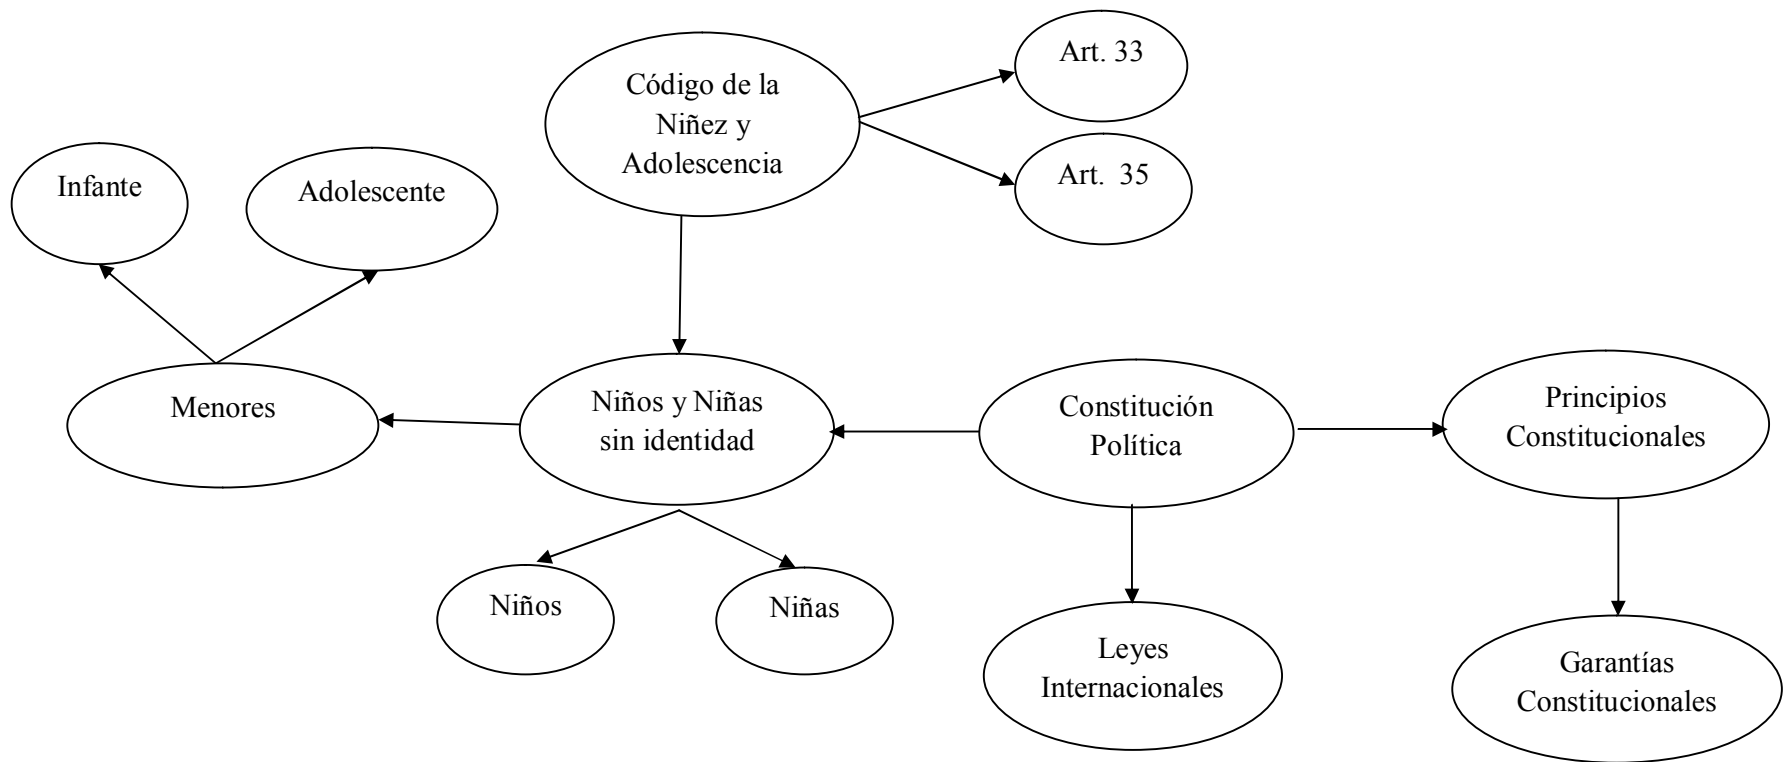 Art. 33
Código de la
Niñez y
Adolescencia
Art.  35
Infante
Adolescente
Menores
Niños y Niñas
sin identidad
Constitución
Política
Principios
Constitucionales
Niños
Niñas
Leyes
Internacionales
Garantías
Constitucionales